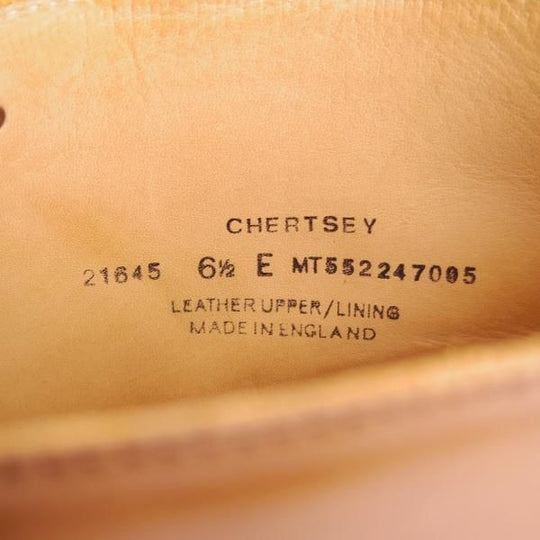 CHERTSEY
21645 6½ E MT552247005
LEATHER UPPER/LINING
MADE IN ENGLAND